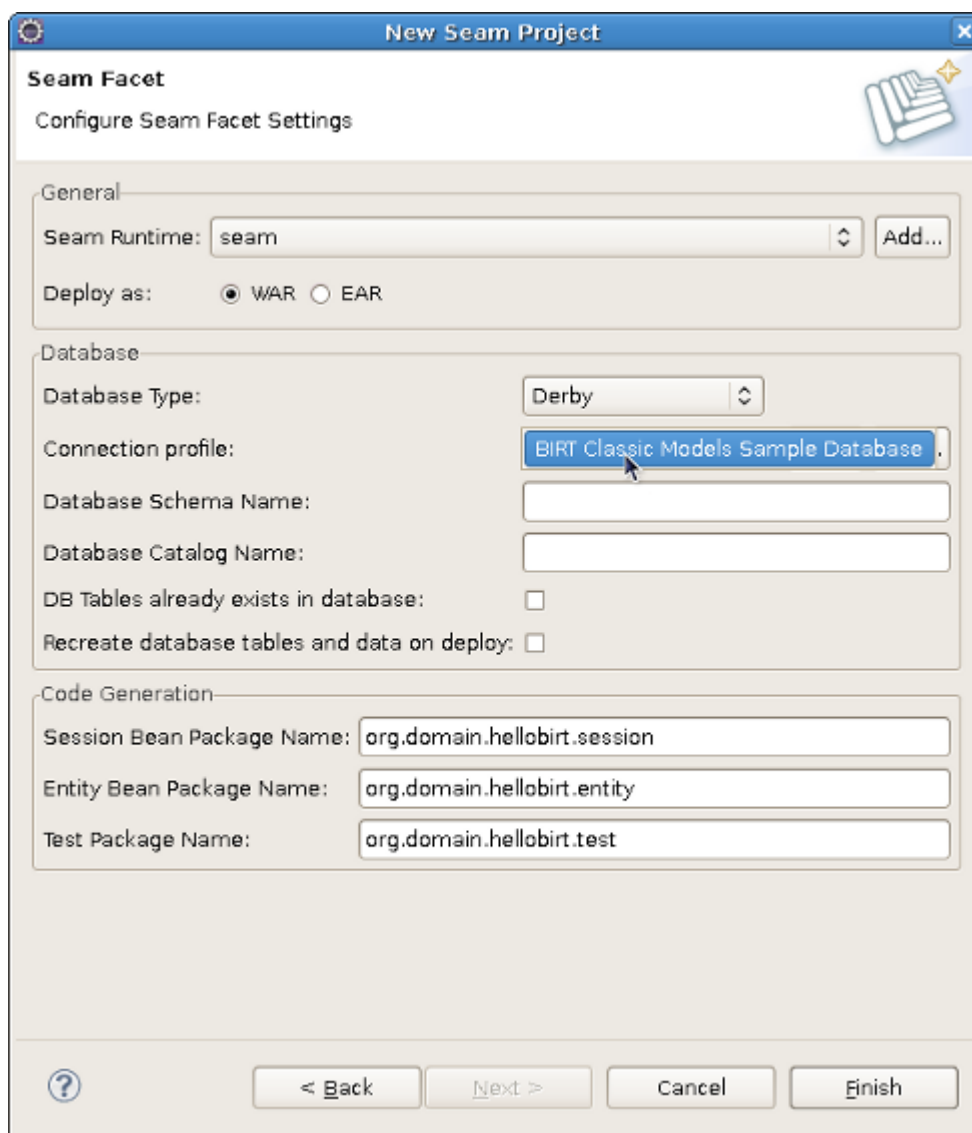 New Seam Project
Seam Facet
Configure Seam Facet Settings
General
Seam Runtime: seam Add...
Deploy as: WAR EAR
Database
Database Type: Derby
Connection profile: BIRT Classic Models Sample Database .
Database Schema Name:
Database Catalog Name:
DB Tables already exists in database:
Recreate database tables and data on deploy:
Code Generation
Session Bean Package Name: org.domain.hellobirt.session
Entity Bean Package Name: org.domain.hellobirt.entity
Test Package Name: org.domain.hellobirt.test
? < Back Next > Cancel Finish